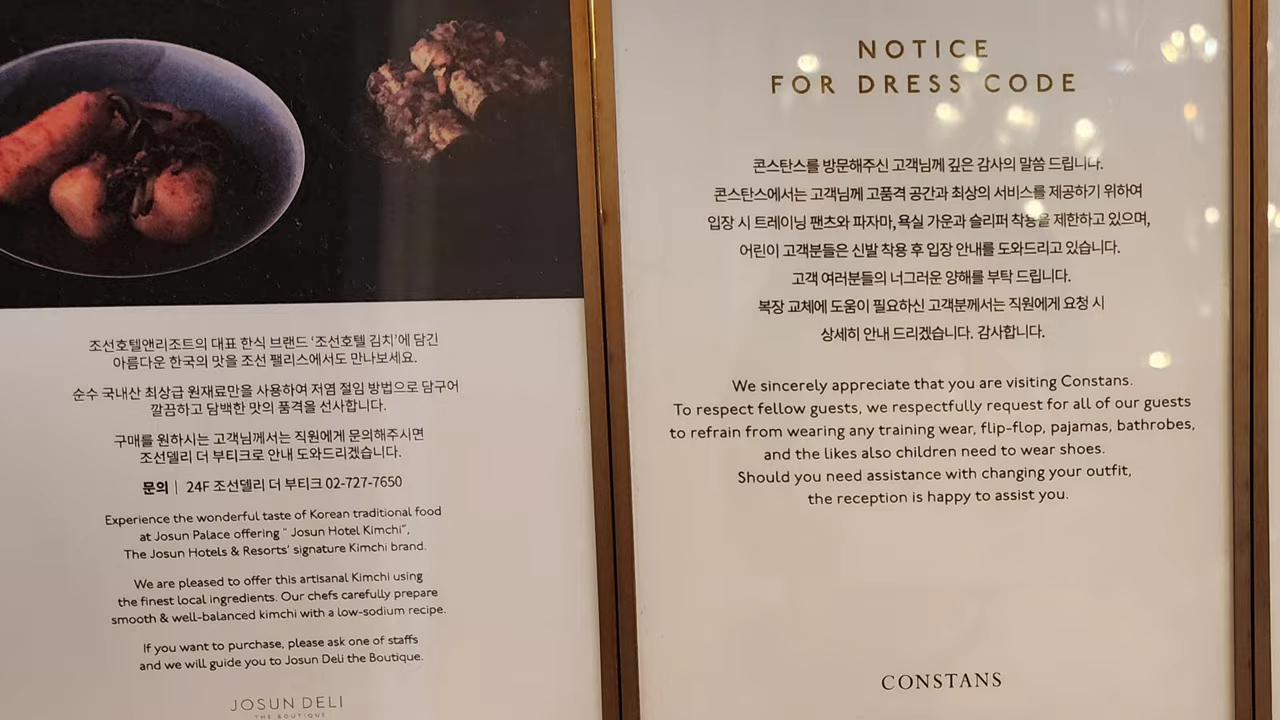 조선호텔앤리조트의 대표 한식 브랜드 ‘조선호텔 김치’에 담긴
아름다운 한국의 맛을 조선 팰리스에서도 만나보세요.
순수 국내산 최상급 원재료만을 사용하여 저염 절임 방법으로 담구어
깔끔하고 담백한 맛의 품격을 선사합니다.
구매를 원하시는 고객님께서는 직원에게 문의해주시면
조선델리 더 부티크로 안내 도와드리겠습니다.
문의 | 24F 조선델리 더 부티크 02-727-7650
Experience the wonderful taste of Korean traditional food
at Josun Palace offering “ Josun Hotel Kimchi”,
The Josun Hotels & Resorts’ signature Kimchi brand.
We are pleased to offer this artisanal Kimchi using
the finest local ingredients. Our chefs carefully prepare
smooth & well-balanced kimchi with a low-sodium recipe.
If you want to purchase, please ask one of staffs
and we will guide you to Josun Deli the Boutique.
JOSUN DELI
THE BOUTIQUE
NOTICE
FOR DRESS CODE
콘스탄스를 방문해주신 고객님께 깊은 감사의 말씀 드립니다.
콘스탄스에서는 고객님께 고품격 공간과 최상의 서비스를 제공하기 위하여
입장 시 트레이닝 팬츠와 파자마, 욕실 가운과 슬리퍼 착용을 제한하고 있으며,
어린이 고객분들은 신발 착용 후 입장 안내를 도와드리고 있습니다.
고객 여러분들의 너그러운 양해를 부탁 드립니다.
복장 교체에 도움이 필요하신 고객분께서는 직원에게 요청 시
상세히 안내 드리겠습니다. 감사합니다.
We sincerely appreciate that you are visiting Constans.
To respect fellow guests, we respectfully request for all of our guests
to refrain from wearing any training wear, flip-flop, pajamas, bathrobes,
and the likes also children need to wear shoes.
Should you need assistance with changing your outfit,
the reception is happy to assist you.
CONSTANS